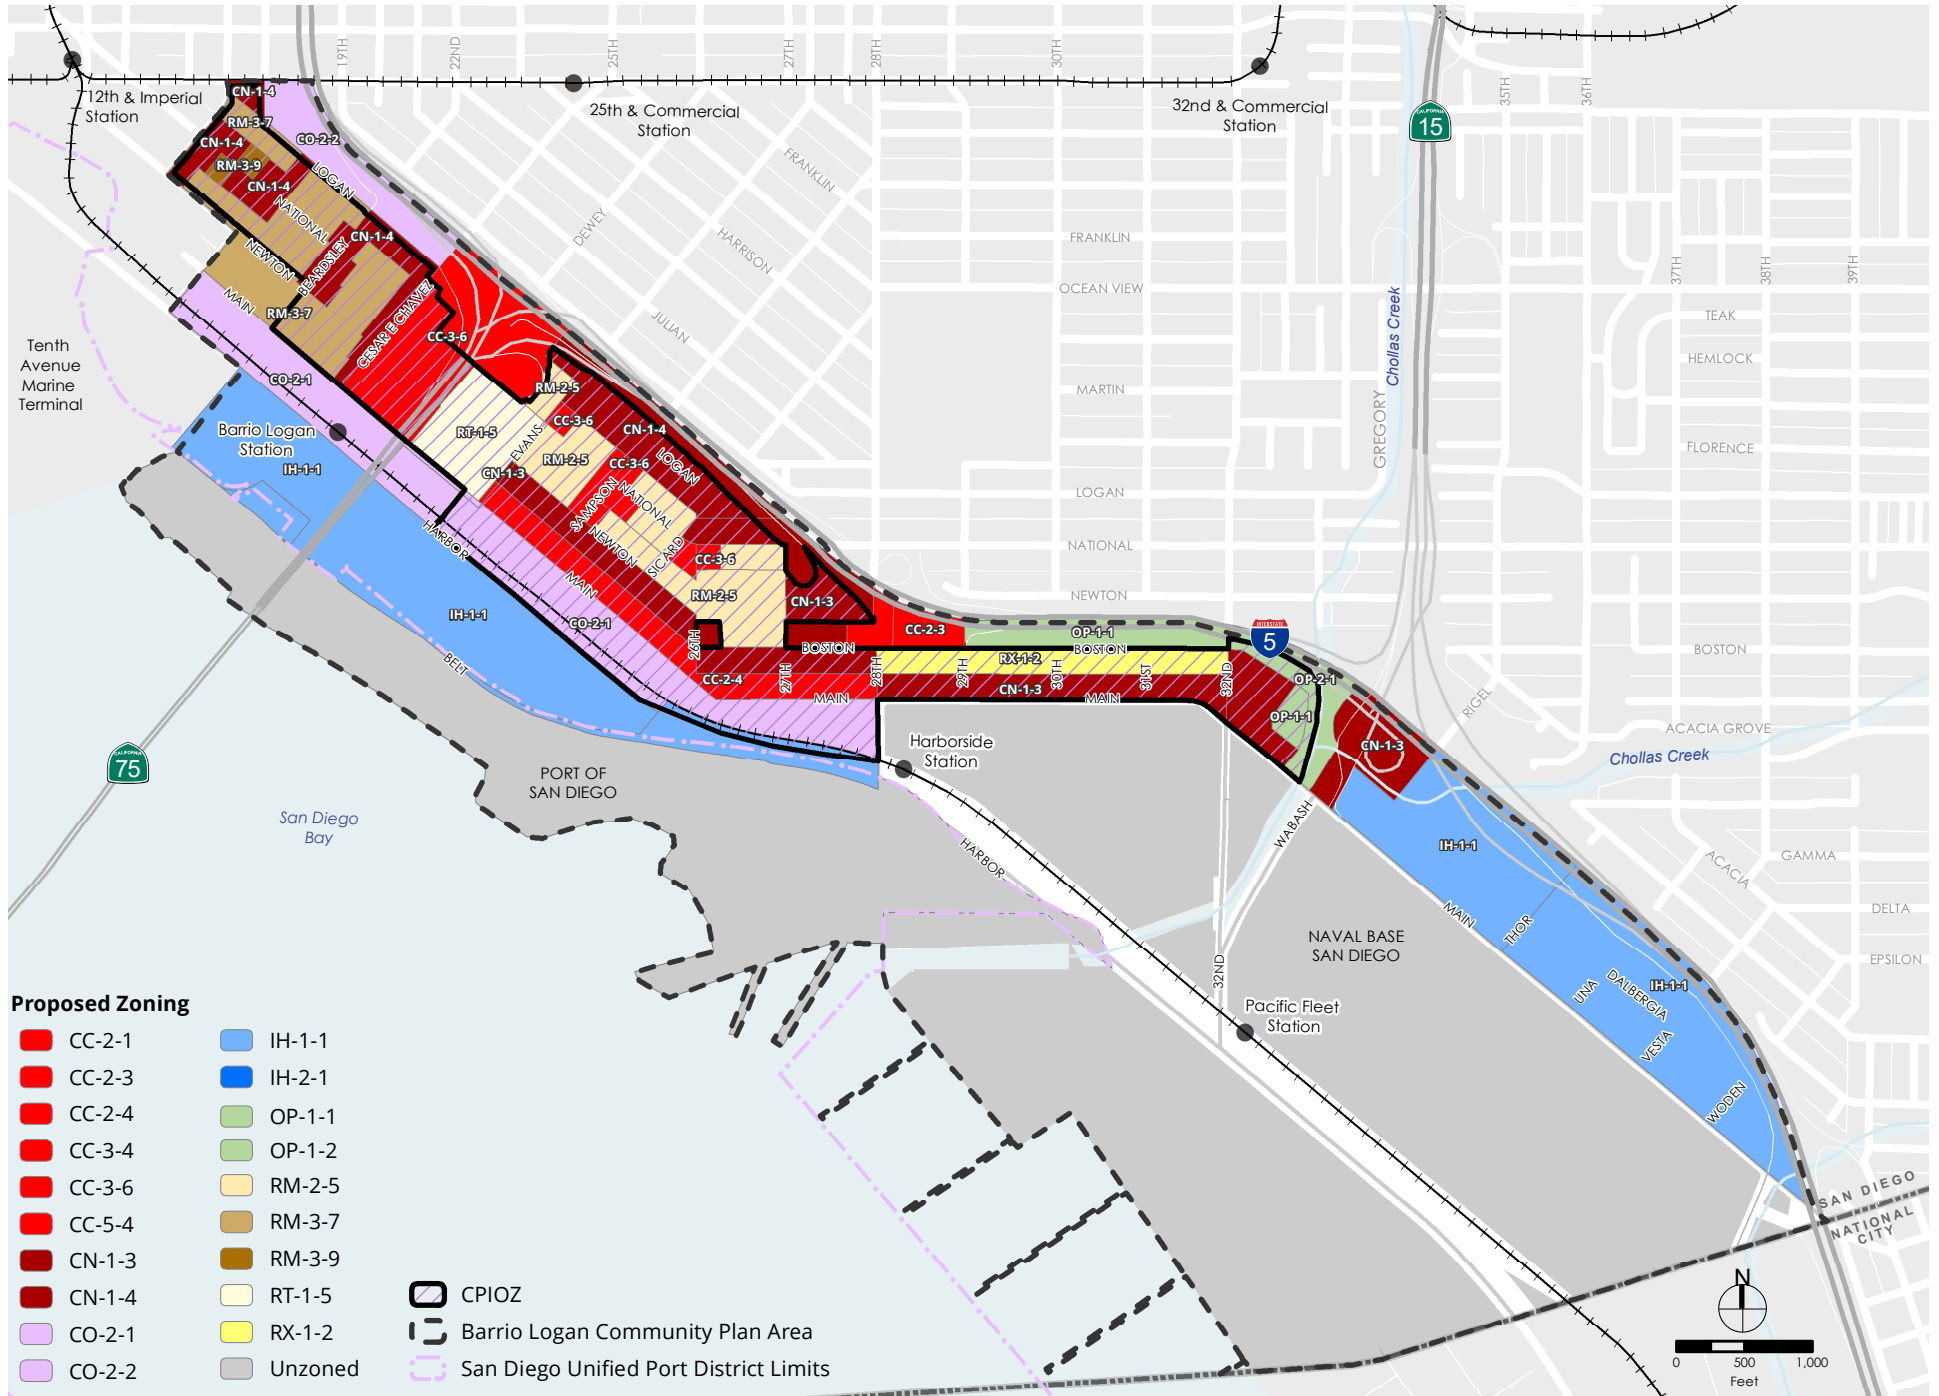 19TH
22ND
25TH
27TH
28TH
30TH
35TH
36TH
12th & Imperial
Station
25th & Commercial
Station
32nd & Commercial
Station
CALIFORNIA
15
CN-1-4
RM-3-7
CN-1-4
CO-2-2
RM-3-9
CN-1-4
LOGAN
NATIONAL
CN-1-4
NEWTON
BEARDSLEY
MAIN
RM-3-7
CESAR E CHAVEZ
CC-3-6
CO-2-1
FRANKLIN
DEWEY
HARRISON
JULIAN
FRANKLIN
OCEAN VIEW
MARTIN
LOGAN
NATIONAL
NEWTON
GREGORY
Chollas Creek
37TH
38TH
39TH
TEAK
HEMLOCK
FLORENCE
BOSTON
ACACIA GROVE
Chollas Creek
RIGEL
ACACIA
GAMMA
DELTA
EPSILON
Tenth
Avenue
Marine
Terminal
Barrio Logan
Station
IH-1-1
RM-2-5
CC-3-6
CN-1-4
RT-1-5
EVANS
RM-2-5
CC-3-6
LOGAN
CN-1-3
SAMPSON
NATIONAL
NEWTON
SICARD
HARBOR
MAIN
CC-3-6
RM-2-5
CN-1-3
IH-1-1
CO-2-1
26TH
BOSTON
CC-2-3
OP-1-1
BOSTON
INTERSTATE
5
BELT
CC-2-4
27TH
MAIN
28TH
29TH
RX-1-2
30TH
31ST
32ND
CN-1-3
MAIN
OP-2-1
OP-1-1
CN-1-3
Harborside
Station
CALIFORNIA
75
PORT OF
SAN DIEGO
San Diego
Bay
HARBOR
WABASH
IH-1-1
MAIN
THOR
NAVAL BASE
SAN DIEGO
32ND
UNA
DALBERGIA
IH-1-1
VESTA
WODEN
Pacific Fleet
Station
SAN DIEGO
NATIONAL
CITY
Proposed Zoning
CC-2-1
CC-2-3
CC-2-4
CC-3-4
CC-3-6
CC-5-4
CN-1-3
CN-1-4
CO-2-1
CO-2-2
IH-1-1
IH-2-1
OP-1-1
OP-1-2
RM-2-5
RM-3-7
RM-3-9
RT-1-5
RX-1-2
Unzoned
CPIOZ
Barrio Logan Community Plan Area
San Diego Unified Port District Limits
N
0 500 1,000
Feet